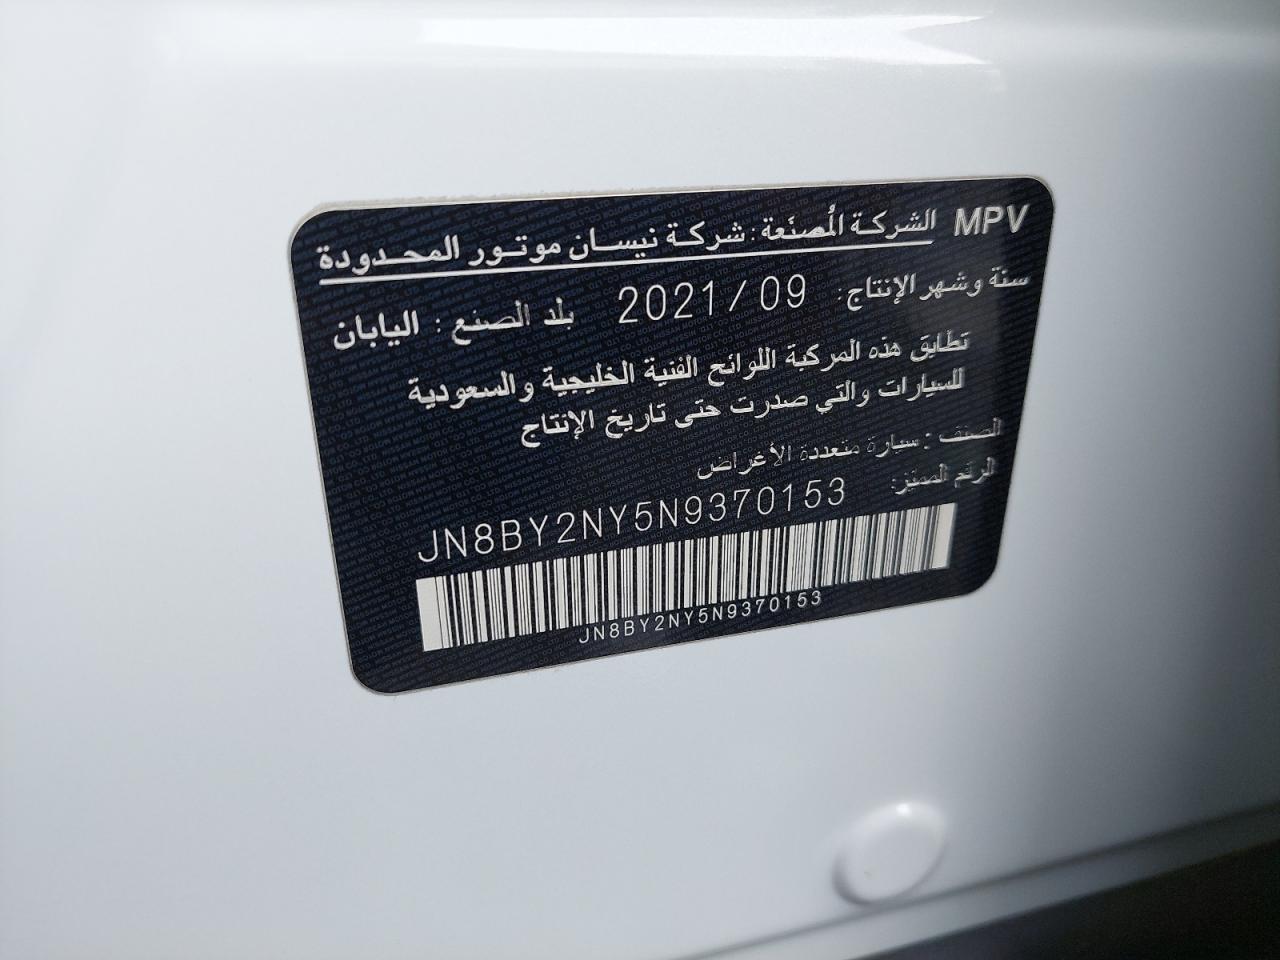 MPV الشركة المُصنّعة: شركة نيسان موتور المحدودة
سنة وشهر الإنتاج: 2021/09 بلد الصنع: اليابان
تطابق هذه المركبة اللوائح الفنية الخليجية والسعودية
للسيارات والتي صدرت حتى تاريخ الإنتاج
الصنف: سيارة متعددة الأغراض
الرقم المميّز:
JN8BY2NY5N9370153
JN8BY2NY5N9370153